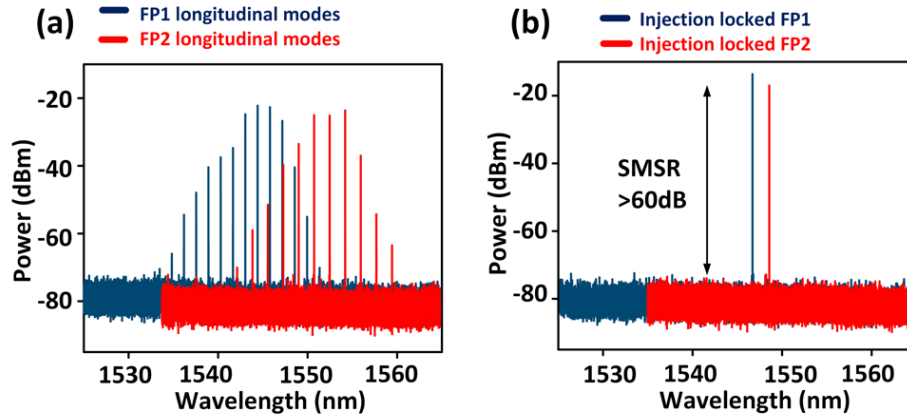 (a)
FP1 longitudinal modes
FP2 longitudinal modes
Power (dBm)
-20
-40
-60
-80
1530
1540
1550
1560
Wavelength (nm)
(b)
Injection locked FP1
Injection locked FP2
Power (dBm)
-20
-40
-60
-80
SMSR
>60dB
1530
1540
1550
1560
Wavelength (nm)